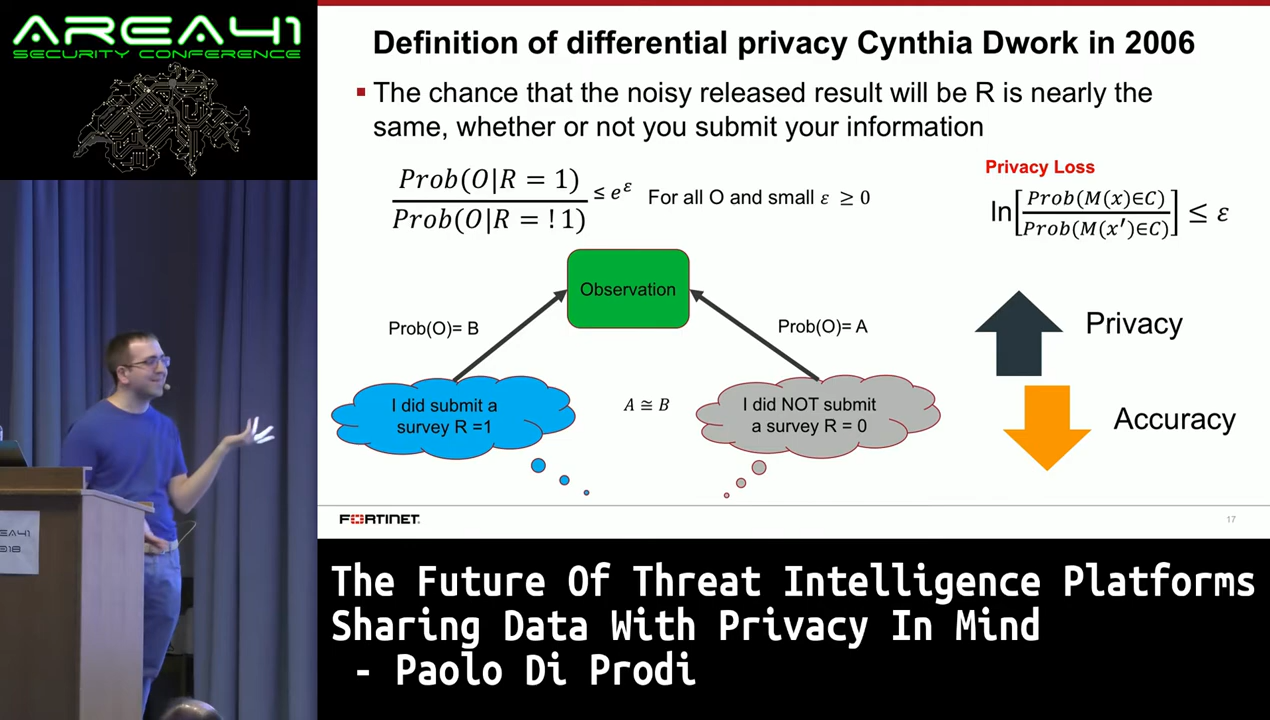 AREA41
SECURITY CONFERENCE
Definition of differential privacy Cynthia Dwork in 2006
▪ The chance that the noisy released result will be R is nearly the
same, whether or not you submit your information
Prob(O|R = 1)
Prob(O|R = ! 1)
≤ e^ε
For all O and small ε ≥ 0
Privacy Loss
ln[Prob(M(x)∈C)
Prob(M(x′)∈C)] ≤ ε
Observation
Prob(O)= B
Prob(O)= A
Privacy
I did submit a
survey R =1
A ≅ B
I did NOT submit
a survey R = 0
Accuracy
FORTINET
17
The Future Of Threat Intelligence Platforms
Sharing Data With Privacy In Mind
- Paolo Di Prodi